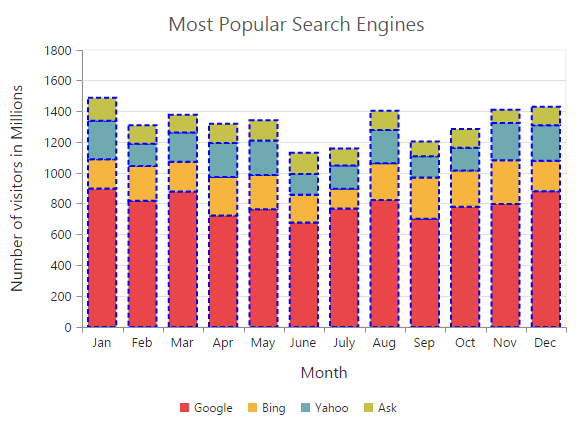 Most Popular Search Engines
Number of visitors in Millions
1800
1600
1400
1200
1000
800
600
400
200
0
Jan Feb Mar Apr May June July Aug Sep Oct Nov Dec
Month
Google Bing Yahoo Ask